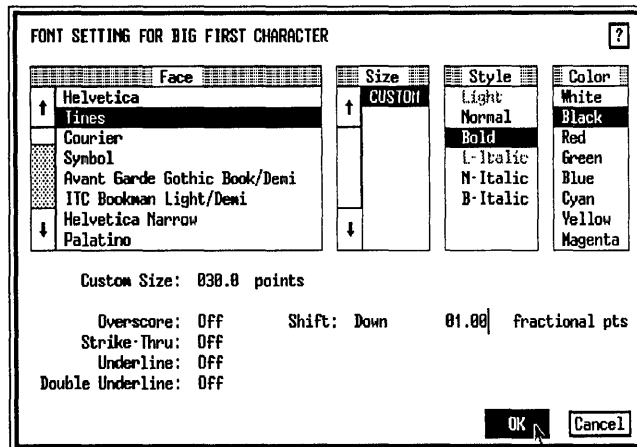 FONT SETTING FOR BIG FIRST CHARACTER ?
Face Size Style Color
Helvetica CUSTOM Light White
Times Normal Black
Courier Bold Red
Symbol L-Italic Green
Avant Garde Gothic Book/Demi N-Italic Blue
ITC Bookman Light/Demi B-Italic Cyan
Helvetica Narrow Yellow
Palatino Magenta
Custom Size: 030.0 points
Overscore: Off Shift: Down 01.00 fractional pts
Strike-Thru: Off
Underline: Off
Double Underline: Off
OK Cancel